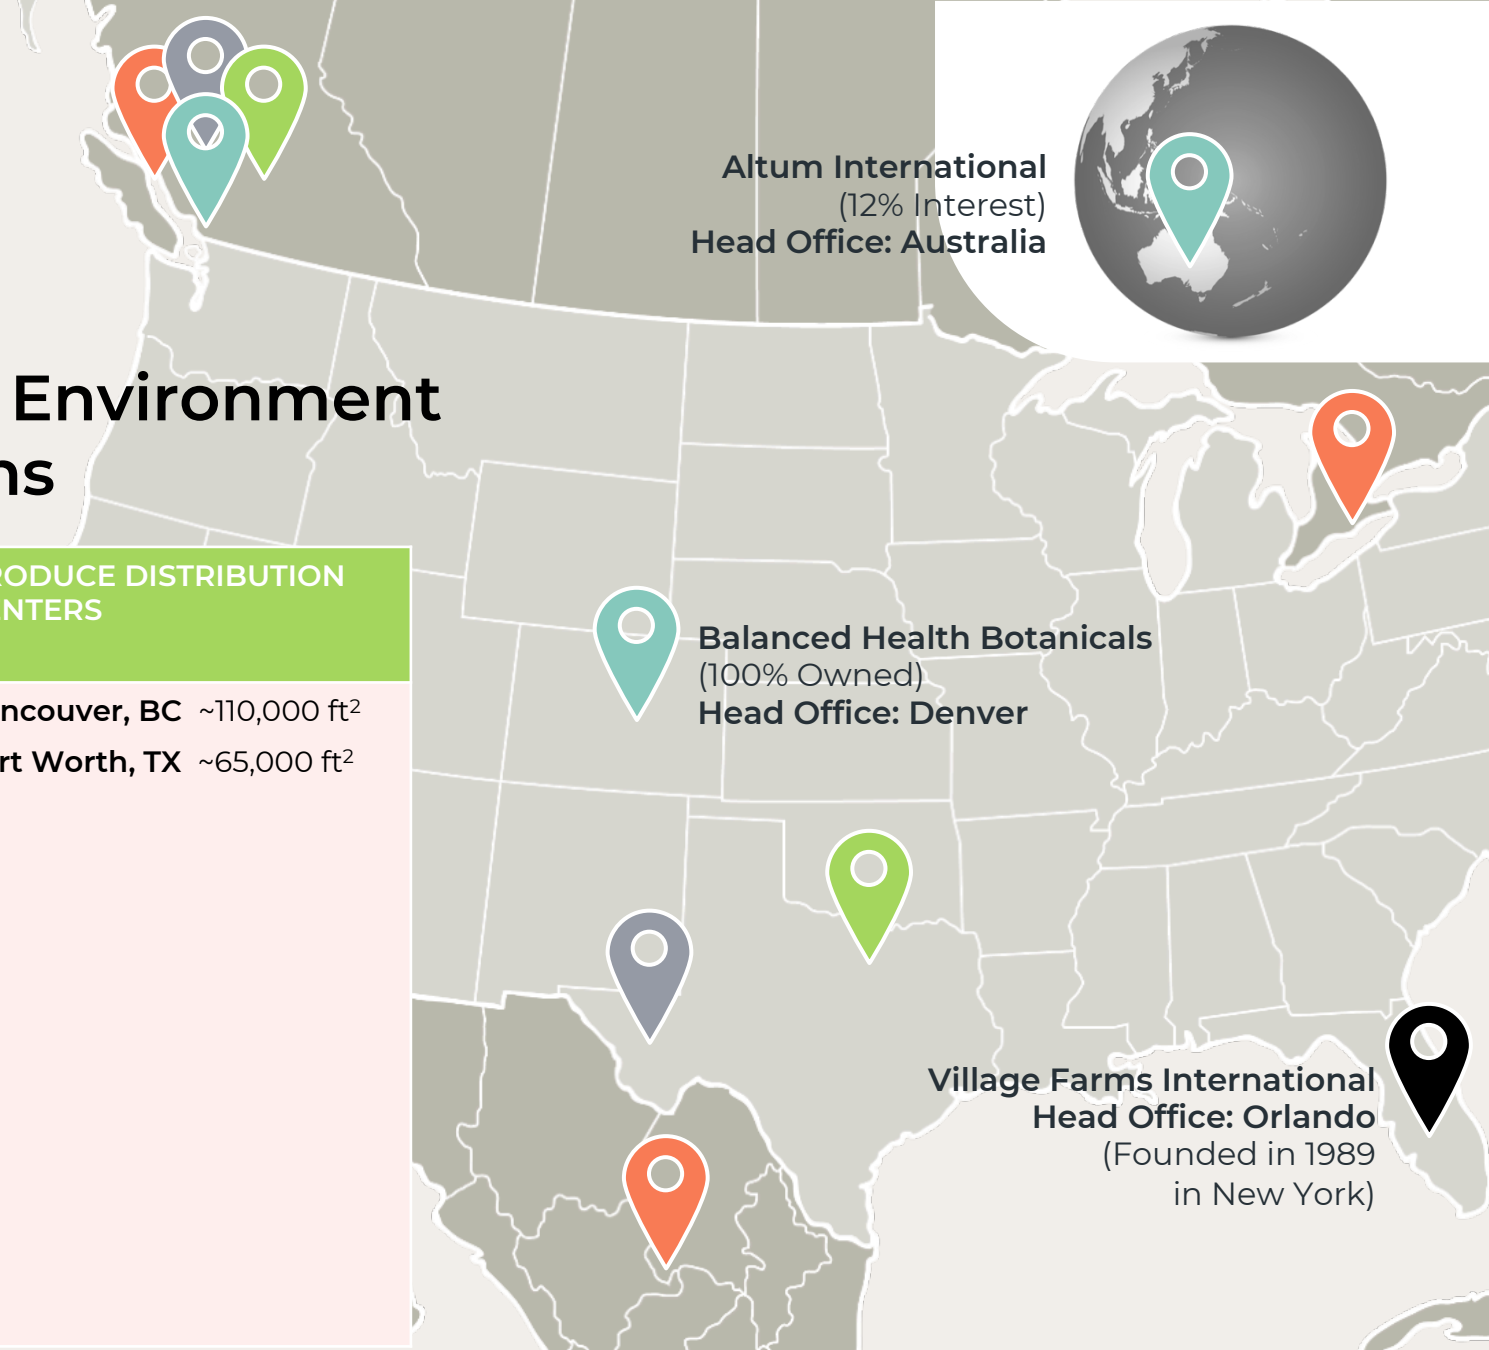 Altum International
(12% Interest)
Head Office: Australia
Environment
ns
RODUCE DISTRIBUTION
ENTERS
ncouver, BC ~110,000 ft²
rt Worth, TX ~65,000 ft²
Balanced Health Botanicals
(100% Owned)
Head Office: Denver
Village Farms International
Head Office: Orlando
(Founded in 1989
in New York)